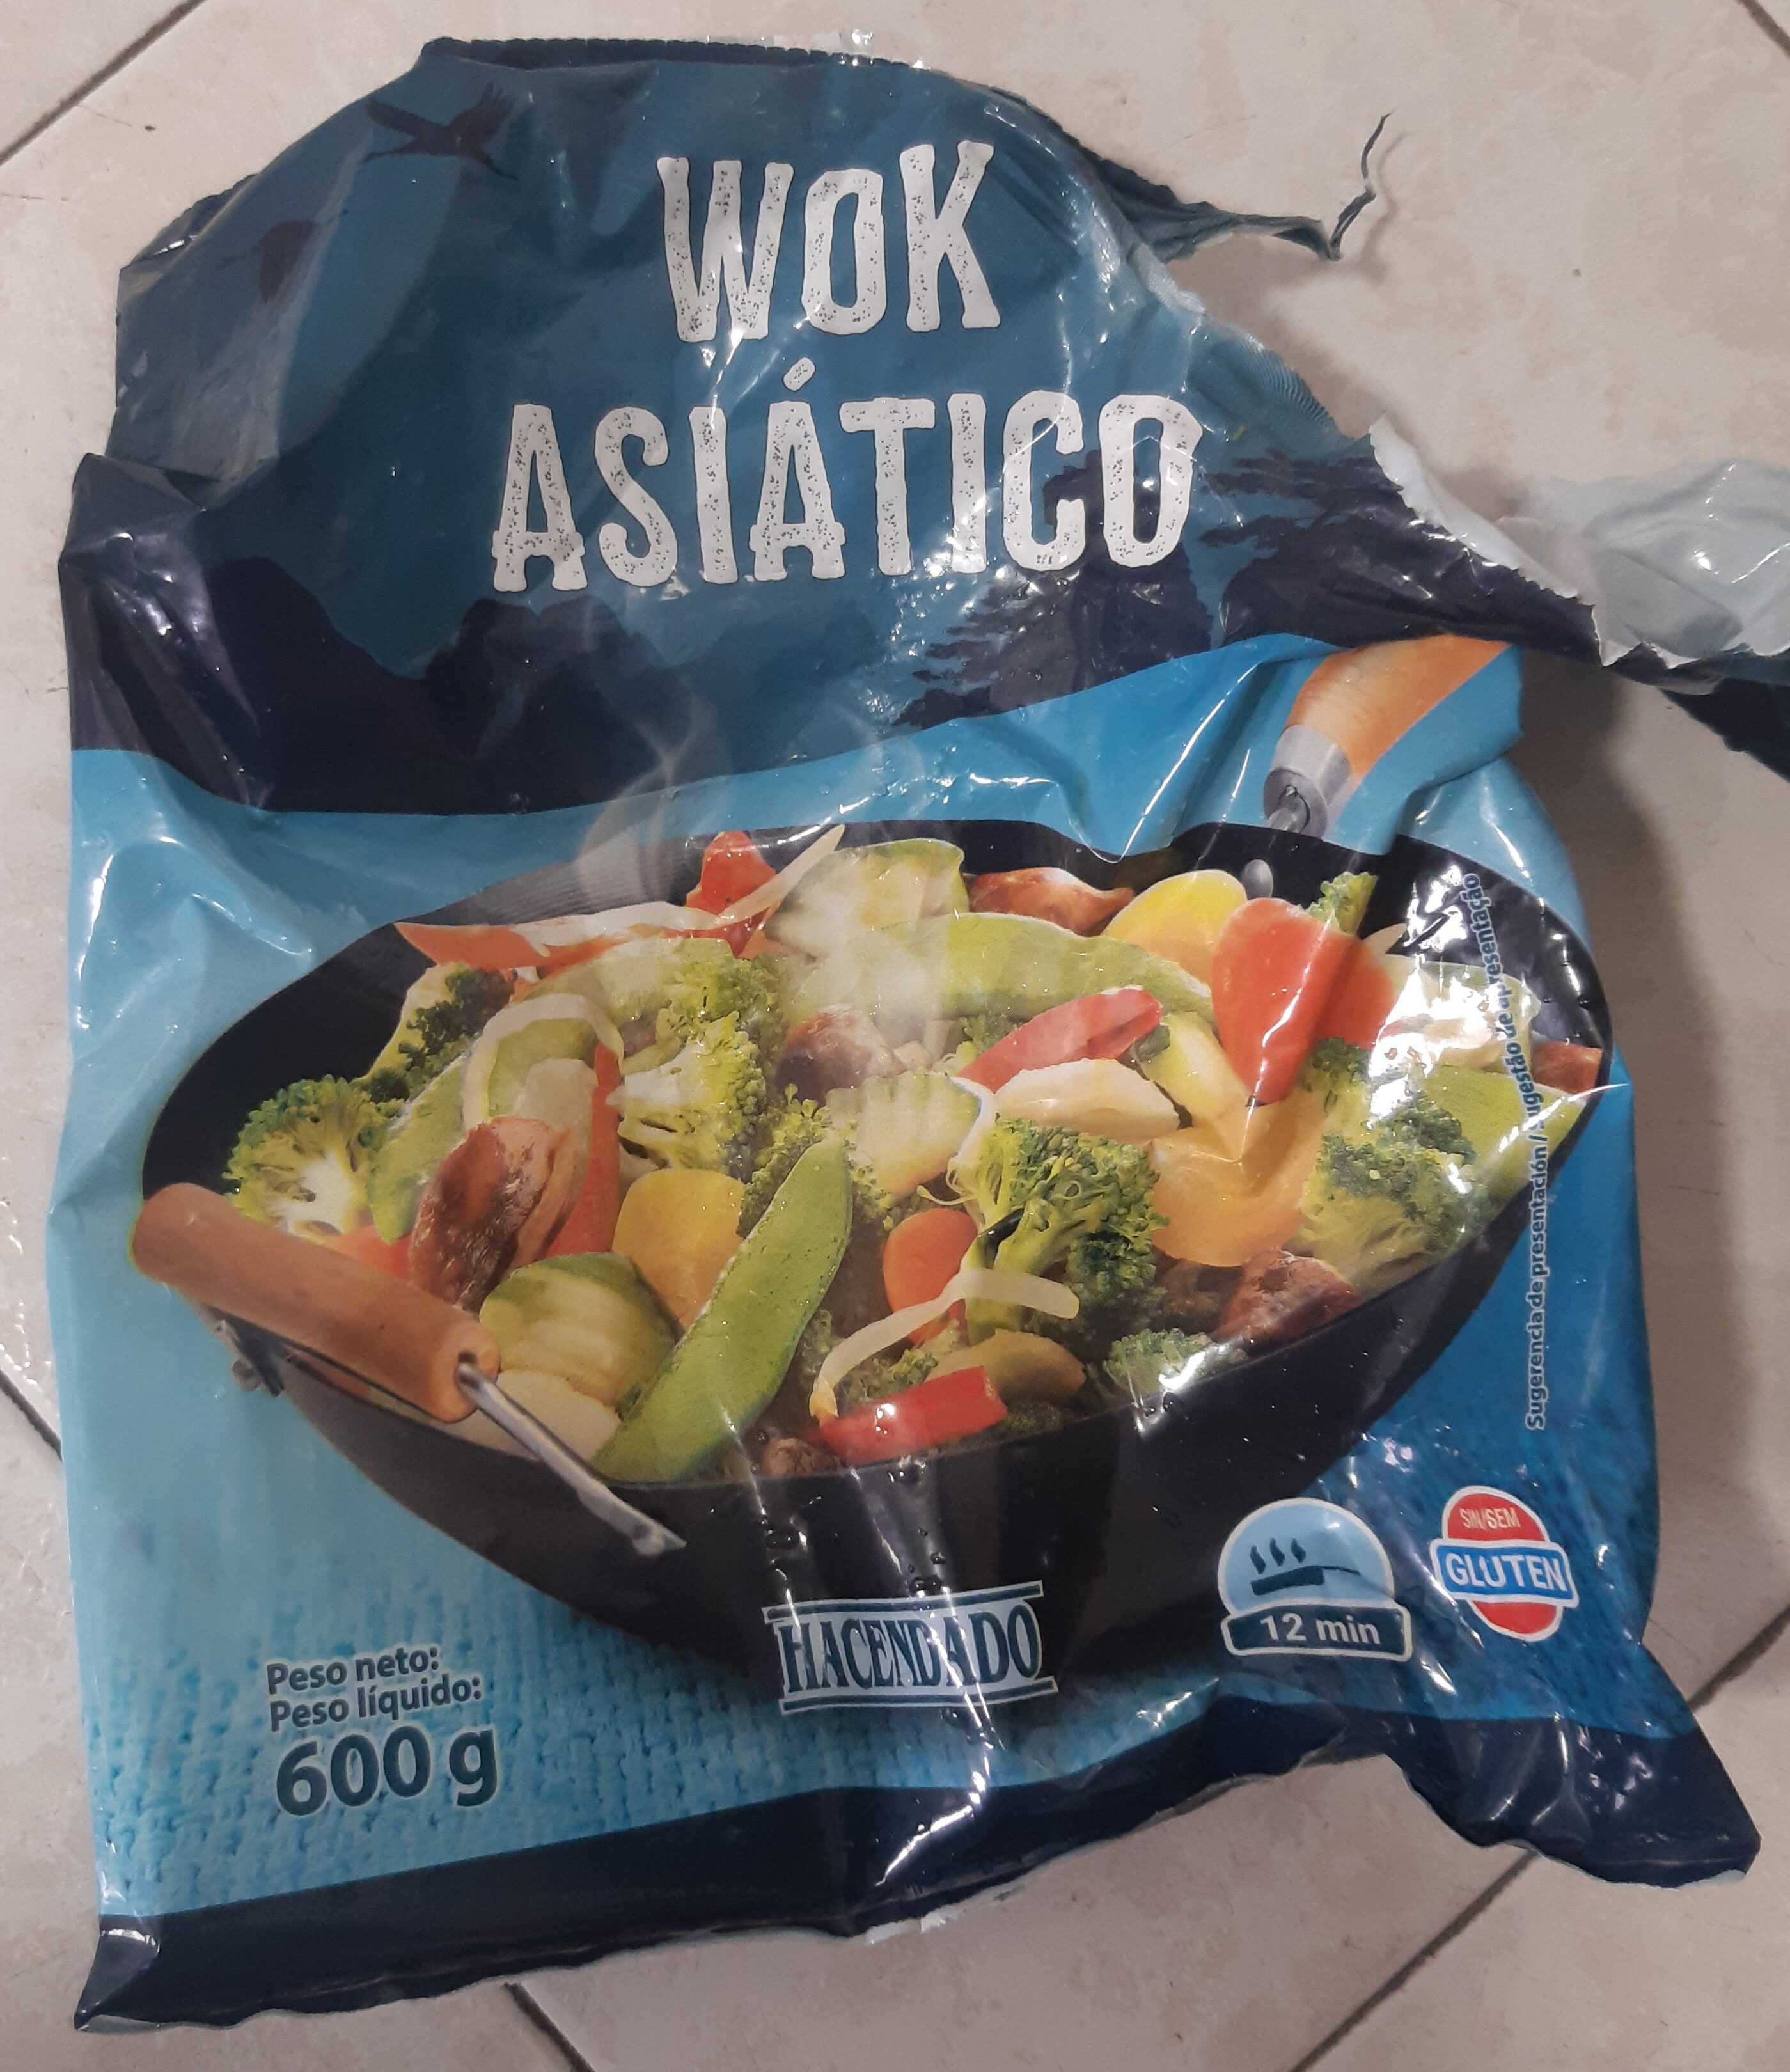 WOK
ASIÁTICO
Sugerencia de presentación / Sugestão de apresentação
SIN/SEM
GLUTEN
12 min
HACENDADO
Peso neto:
Peso líquido:
600 g